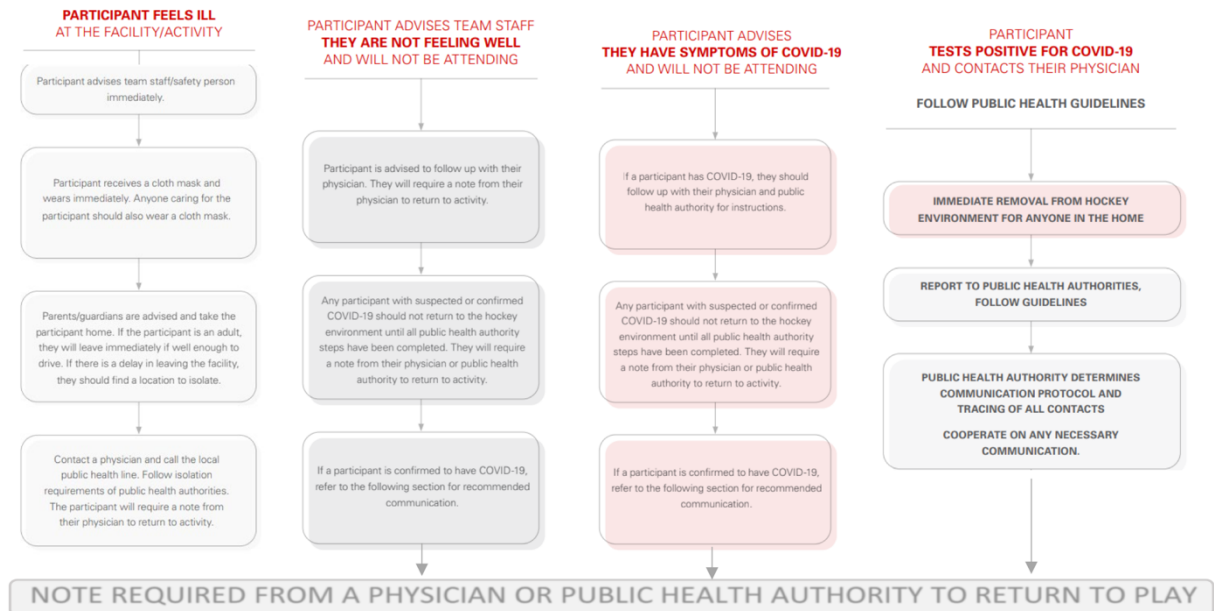 PARTICIPANT FEELS ILL
AT THE FACILITY/ACTIVITY
Participant advises team staff/safety person
immediately.
Participant receives a cloth mask and
wears immediately. Anyone caring for the
participant should also wear a cloth mask.
Parents/guardians are advised and take the
participant home. If the participant is an adult,
they will leave immediately if well enough to
drive. If there is a delay in leaving the facility,
they should find a location to isolate.
Contact a physician and call the local
public health line. Follow isolation
requirements of public health authorities.
The participant will require a note from
their physician to return to activity.
PARTICIPANT ADVISES TEAM STAFF
THEY ARE NOT FEELING WELL
AND WILL NOT BE ATTENDING
Participant is advised to follow up with their
physician. They will require a note from their
physician to return to activity.
Any participant with suspected or confirmed
COVID-19 should not return to the hockey
environment until all public health authority
steps have been completed. They will require
a note from their physician or public health
authority to return to activity.
If a participant is confirmed to have COVID-19,
refer to the following section for recommended
communication.
PARTICIPANT ADVISES
THEY HAVE SYMPTOMS OF COVID-19
AND WILL NOT BE ATTENDING
If a participant has COVID-19, they should
follow up with their physician and public
health authority for instructions.
Any participant with suspected or confirmed
COVID-19 should not return to the hockey
environment until all public health authority
steps have been completed. They will require
a note from their physician or public health
authority to return to activity.
If a participant is confirmed to have COVID-19,
refer to the following section for recommended
communication.
PARTICIPANT
TESTS POSITIVE FOR COVID-19
AND CONTACTS THEIR PHYSICIAN
FOLLOW PUBLIC HEALTH GUIDELINES
IMMEDIATE REMOVAL FROM HOCKEY
ENVIRONMENT FOR ANYONE IN THE HOME
REPORT TO PUBLIC HEALTH AUTHORITIES,
FOLLOW GUIDELINES
PUBLIC HEALTH AUTHORITY DETERMINES
COMMUNICATION PROTOCOL AND
TRACING OF ALL CONTACTS
COOPERATE ON ANY NECESSARY
COMMUNICATION.
NOTE REQUIRED FROM A PHYSICIAN OR PUBLIC HEALTH AUTHORITY TO RETURN TO PLAY